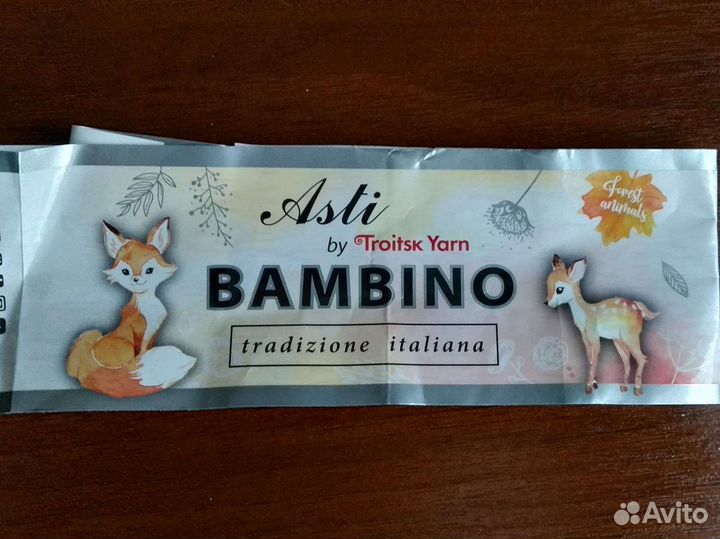 Asti
by Troitsk Yarn
BAMBINO
tradizione italiana
Forest
animals
Avito